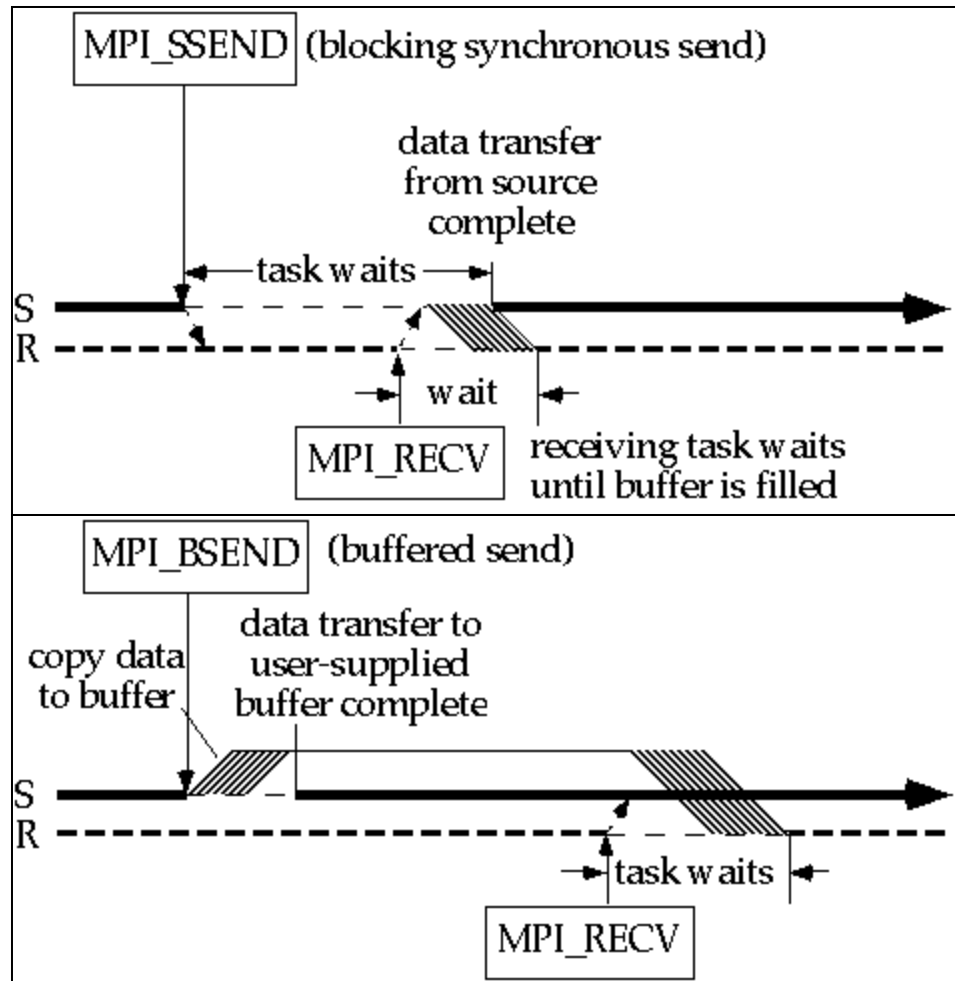 MPI_SSEND (blocking synchronous send)
data transfer
from source
complete
task waits
S
R
wait
MPI_RECV
receiving task waits
until buffer is filled
MPI_BSEND (buffered send)
copy data
to buffer
data transfer to
user-supplied
buffer complete
S
R
task waits
MPI_RECV